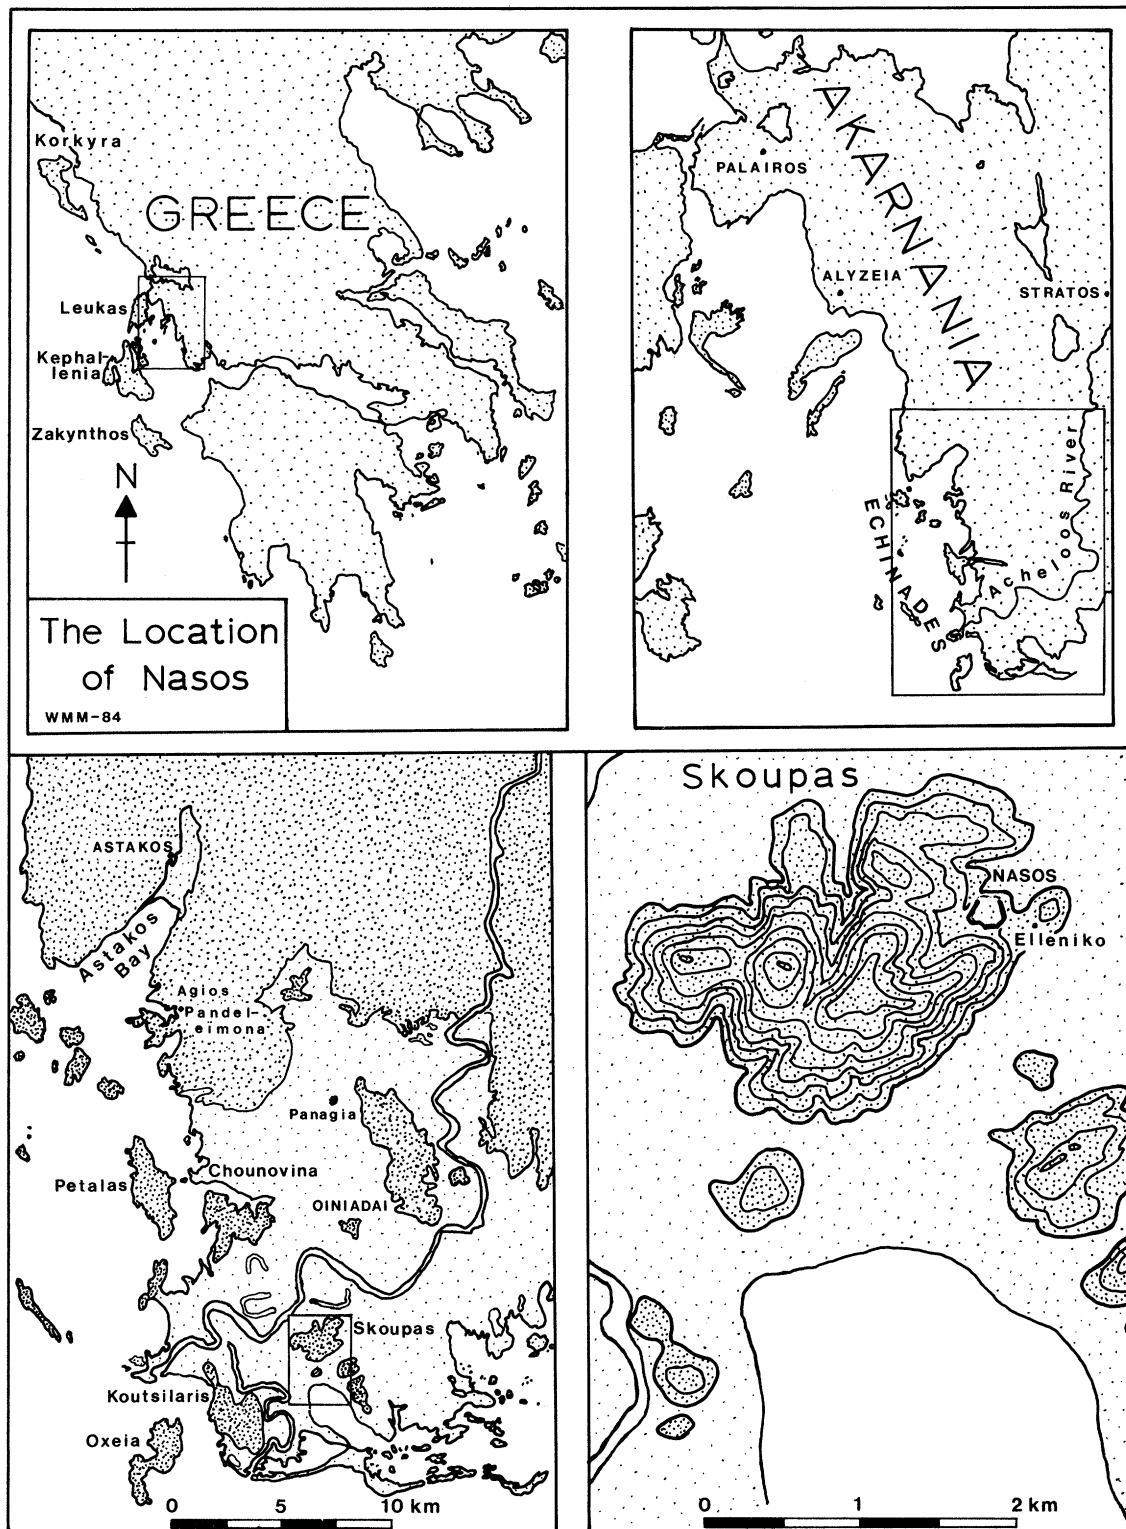 Korkyra
GREECE
Leukas
Kephal-
lenia
Zakynthos
N
The Location
of Nasos
WMM-84
AKARNANIA
PALAIROS
ALYZEIA
STRATOS
ECHINADES
Acheloos River
ASTAKOS
Astakos
Bay
Agios
Pandel-
eimona
Panagia
Chounovina
Petalas
OINIADAI
Skoupas
Koutsilaris
Oxeia
0 5 10 km
Skoupas
NASOS
Elleniko
0 1 2 km